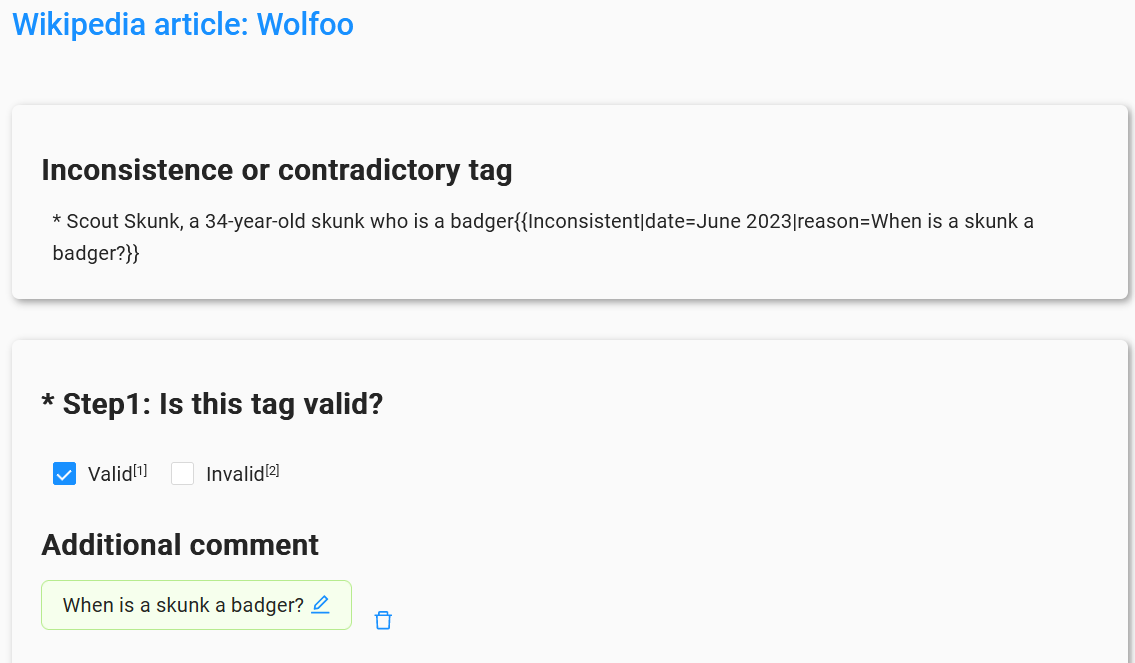 Wikipedia article: Wolfoo
Inconsistence or contradictory tag
* Scout Skunk, a 34-year-old skunk who is a badger{{Inconsistent|date=June 2023|reason=When is a skunk a
badger?}}
* Step1: Is this tag valid?
Valid[1] Invalid[2]
Additional comment
When is a skunk a badger?